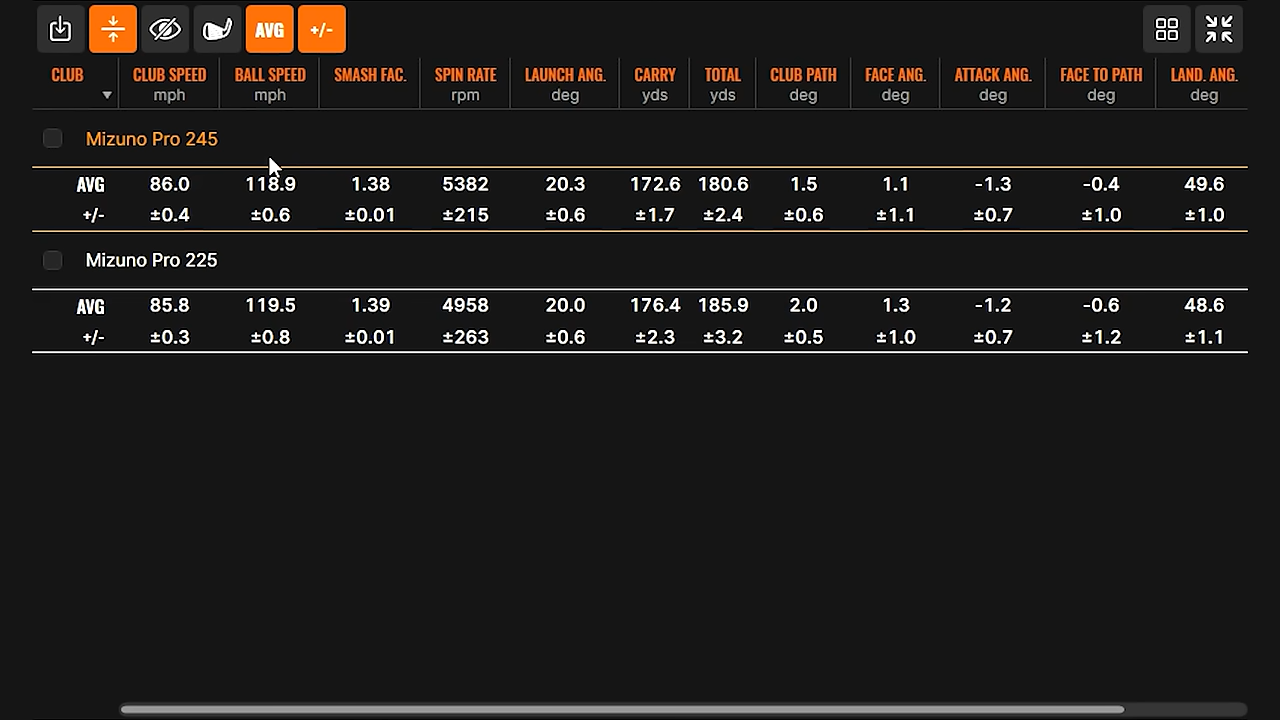 AVG +/-
CLUB CLUB SPEED BALL SPEED SMASH FAC. SPIN RATE LAUNCH ANG. CARRY TOTAL CLUB PATH FACE ANG. ATTACK ANG. FACE TO PATH LAND. ANG.
mph mph rpm deg yds yds deg deg deg deg deg
Mizuno Pro 245
AVG 86.0 118.9 1.38 5382 20.3 172.6 180.6 1.5 1.1 -1.3 -0.4 49.6
+/- ±0.4 ±0.6 ±0.01 ±215 ±0.6 ±1.7 ±2.4 ±0.6 ±1.1 ±0.7 ±1.0 ±1.0
Mizuno Pro 225
AVG 85.8 119.5 1.39 4958 20.0 176.4 185.9 2.0 1.3 -1.2 -0.6 48.6
+/- ±0.3 ±0.8 ±0.01 ±263 ±0.6 ±2.3 ±3.2 ±0.5 ±1.0 ±0.7 ±1.2 ±1.1